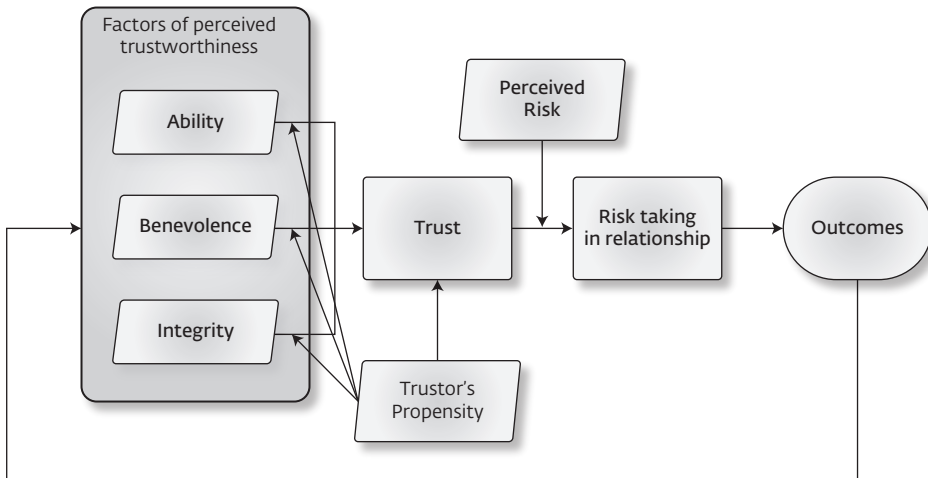 Factors of perceived
trustworthiness
Ability
Benevolence
Integrity
Trust
Trustor's
Propensity
Perceived
Risk
Risk taking
in relationship
Outcomes